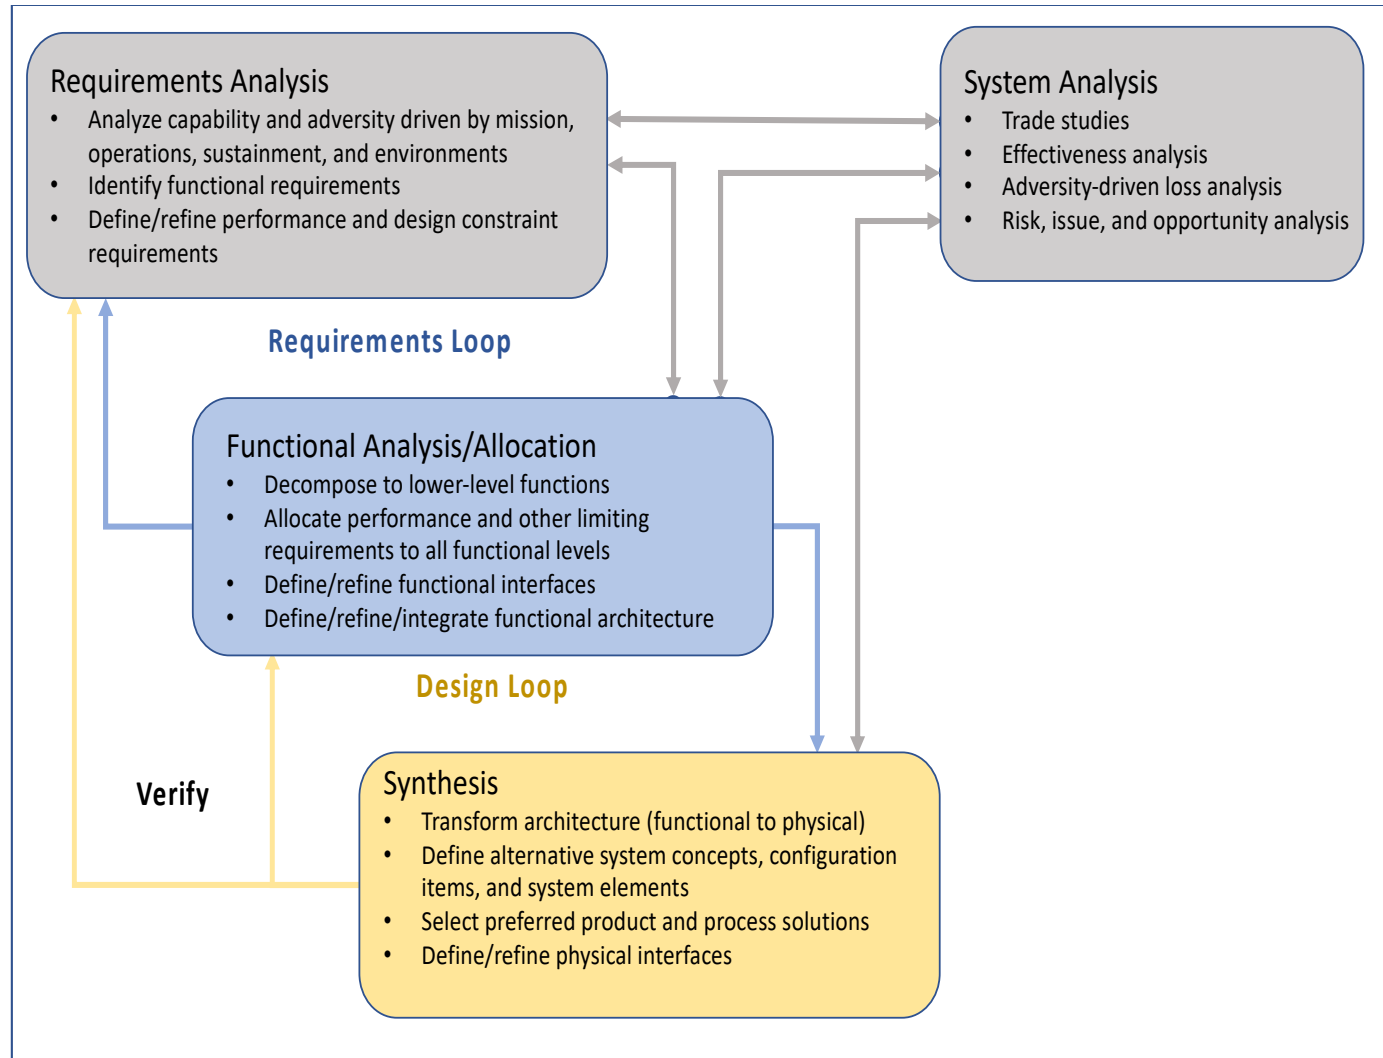 Requirements Analysis
• Analyze capability and adversity driven by mission,
operations, sustainment, and environments
• Identify functional requirements
• Define/refine performance and design constraint
requirements
System Analysis
• Trade studies
• Effectiveness analysis
• Adversity-driven loss analysis
• Risk, issue, and opportunity analysis
Requirements Loop
Functional Analysis/Allocation
• Decompose to lower-level functions
• Allocate performance and other limiting
requirements to all functional levels
• Define/refine functional interfaces
• Define/refine/integrate functional architecture
Design Loop
Verify
Synthesis
• Transform architecture (functional to physical)
• Define alternative system concepts, configuration
items, and system elements
• Select preferred product and process solutions
• Define/refine physical interfaces